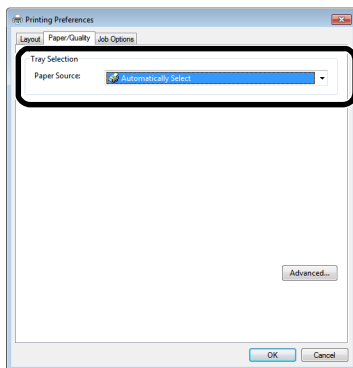 Printing Preferences
Layout Paper/Quality Job Options
Tray Selection
Paper Source: Automatically Select
Advanced...
OK Cancel